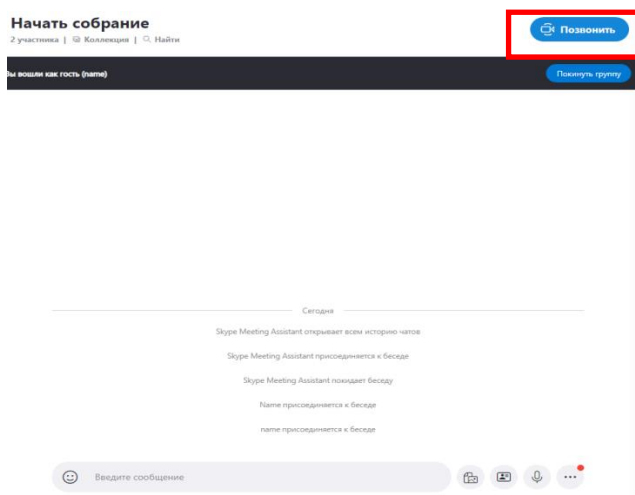 Начать собрание
Позвонить
2 участника | Коллекция | Найти
Вы вошли как гость (name)
Покинуть группу
Сегодня
Skype Meeting Assistant открывает всем историю чатов
Skype Meeting Assistant присоединяется к беседе
Skype Meeting Assistant покидает беседу
Name присоединяется к беседе
name присоединяется к беседе
Введите сообщение